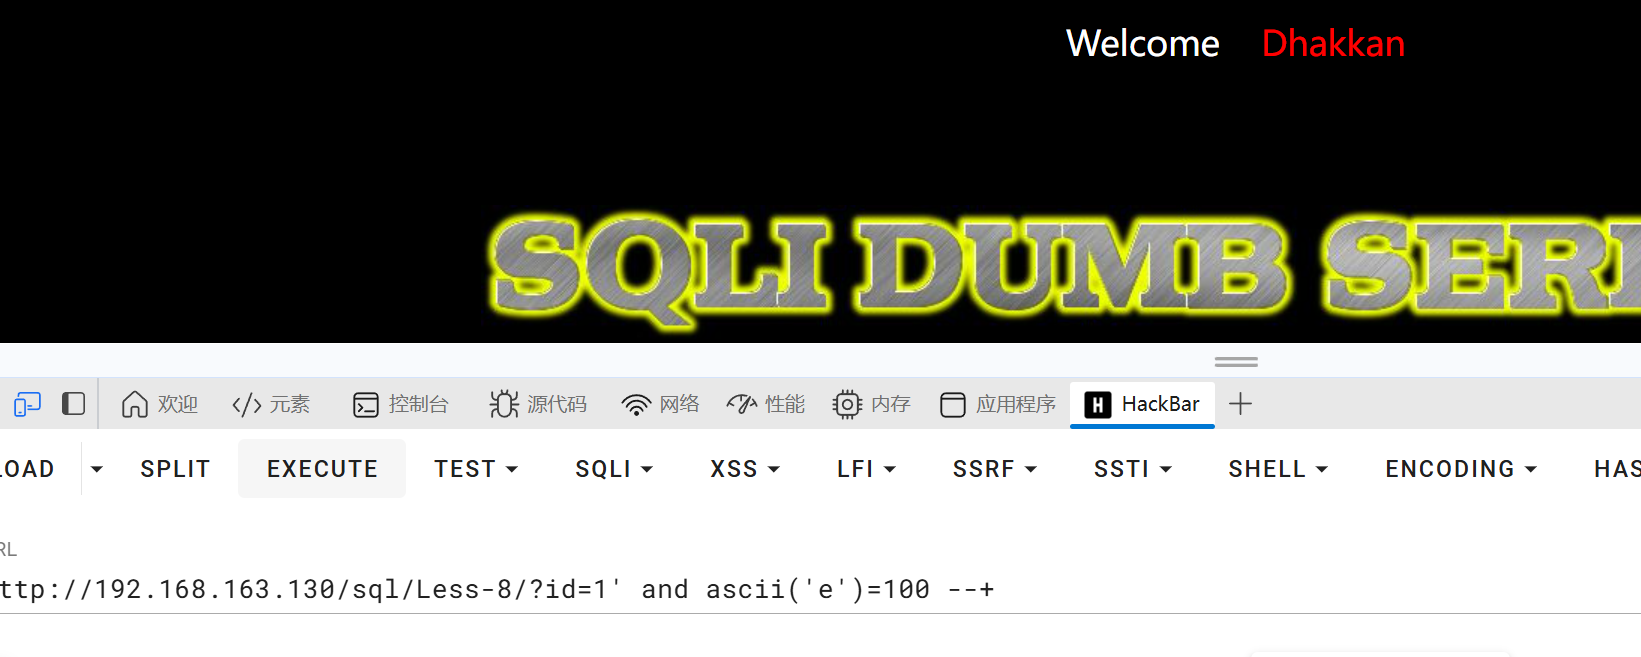 Welcome Dhakkan
SQLI DUMB SERI
欢迎 元素 控制台 源代码 网络 性能 内存 应用程序 HackBar
LOAD SPLIT EXECUTE TEST SQLI XSS LFI SSRF SSTI SHELL ENCODING HAS
RL
ttp://192.168.163.130/sql/Less-8/?id=1' and ascii('e')=100 --+